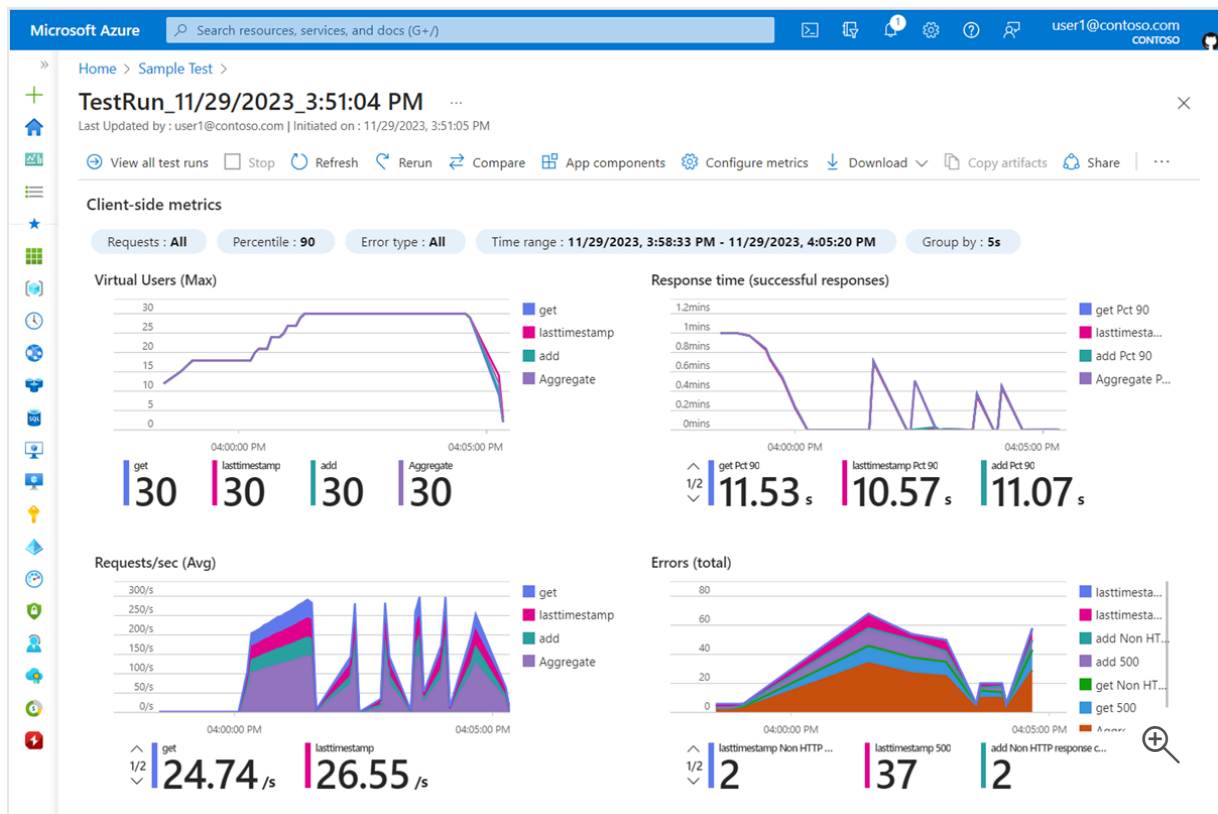 Microsoft Azure
Search resources, services, and docs (G+/)
1
user1@contoso.com
CONTOSO
Home > Sample Test >
TestRun_11/29/2023_3:51:04 PM ...
Last Updated by : user1@contoso.com | Initiated on : 11/29/2023, 3:51:05 PM
View all test runs Stop Refresh Rerun Compare App components Configure metrics Download Copy artifacts Share ...
Client-side metrics
Requests : All Percentile : 90 Error type : All Time range : 11/29/2023, 3:58:33 PM - 11/29/2023, 4:05:20 PM Group by : 5s
Virtual Users (Max)
30
25
20
15
10
5
0
04:00:00 PM 04:05:00 PM
get
lasttimestamp
add
Aggregate
get lasttimestamp add Aggregate
30 30 30 30
Response time (successful responses)
1.2mins
1mins
0.8mins
0.6mins
0.4mins
0.2mins
0mins
04:00:00 PM 04:05:00 PM
get Pct 90
lasttimesta...
add Pct 90
Aggregate P...
1/2
get Pct 90 lasttimestamp Pct 90 add Pct 90
11.53 s 10.57 s 11.07 s
Requests/sec (Avg)
300/s
250/s
200/s
150/s
100/s
50/s
0/s
04:00:00 PM 04:05:00 PM
get
lasttimestamp
add
Aggregate
1/2
get lasttimestamp
24.74 /s 26.55 /s
Errors (total)
80
60
40
20
0
04:00:00 PM 04:05:00 PM
lasttimesta...
lasttimesta...
add Non HT...
add 500
get Non HT...
get 500
1/2
lasttimestamp Non HTTP ... lasttimestamp 500 add Non HTTP response c...
2 37 2
SQL